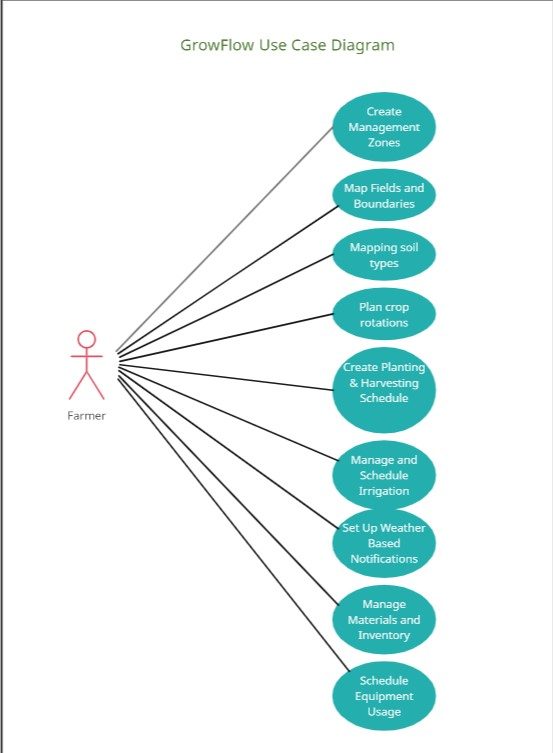 GrowFlow Use Case Diagram
Create
Management
Zones
Map Fields and
Boundaries
Mapping soil
types
Plan crop
rotations
Create Planting
& Harvesting
Schedule
Farmer
Manage and
Schedule
Irrigation
Set Up Weather
Based
Notifications
Manage
Materials and
Inventory
Schedule
Equipment
Usage